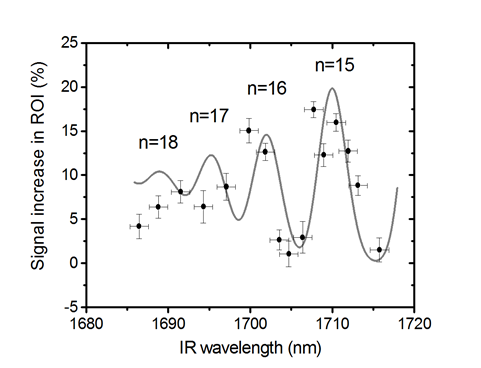 25
20
15
10
5
0
-5
Signal increase in ROI (%)
n=15
n=16
n=17
n=18
1680 1690 1700 1710 1720
IR wavelength (nm)